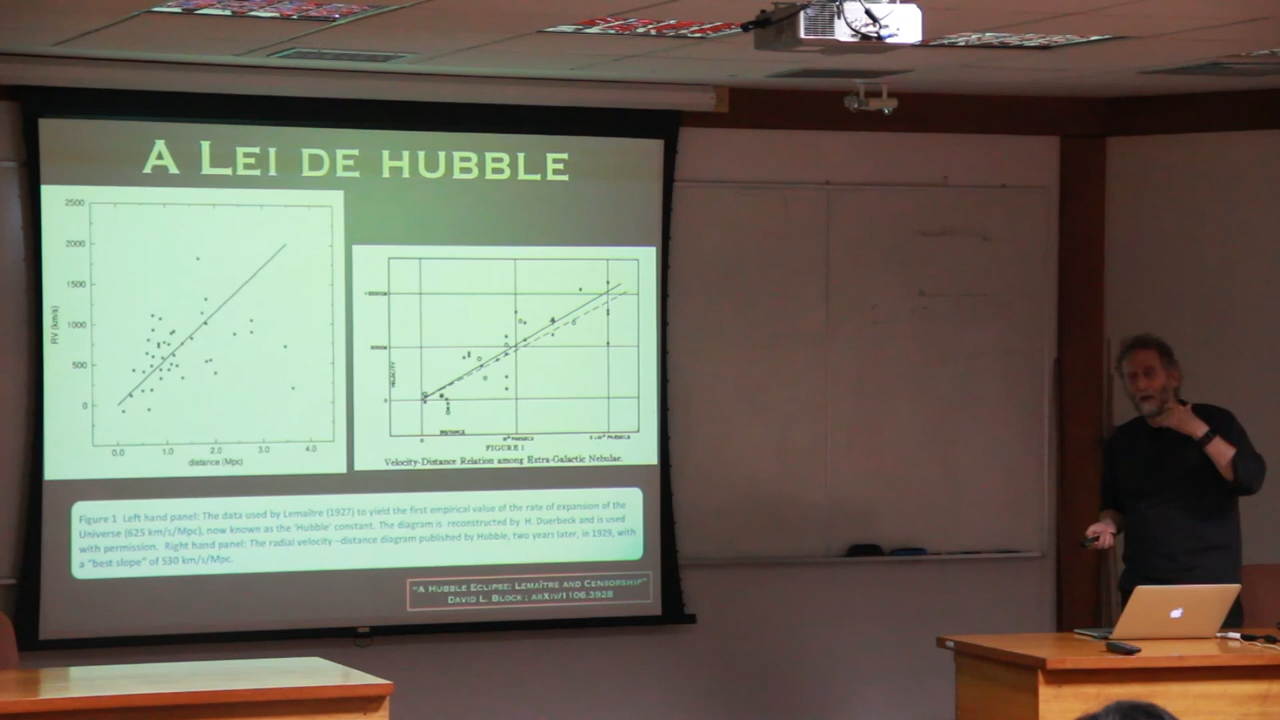 A LEI DE HUBBLE
2500
2000
1500
1000
500
0
RV (km/s)
0.0 1.0 2.0 3.0 4.0
distance (Mpc)
VELOCITY
0
DISTANCE
0
FIGURE 1
Velocity-Distance Relation among Extra-Galactic Nebulae.
Figure 1 Left hand panel: The data used by Lemaître (1927) to yield the first empirical value of the rate of expansion of the
Universe (625 km/s/Mpc), now known as the 'Hubble' constant. The diagram is reconstructed by H. Duerbeck and is used
with permission. Right hand panel: The radial velocity –distance diagram published by Hubble, two years later, in 1929, with
a "best slope" of 530 km/s/Mpc.
"A HUBBLE ECLIPSE: LEMAÎTRE AND CENSORSHIP"
DAVID L. BLOCK ; ARXIV/1106.3928